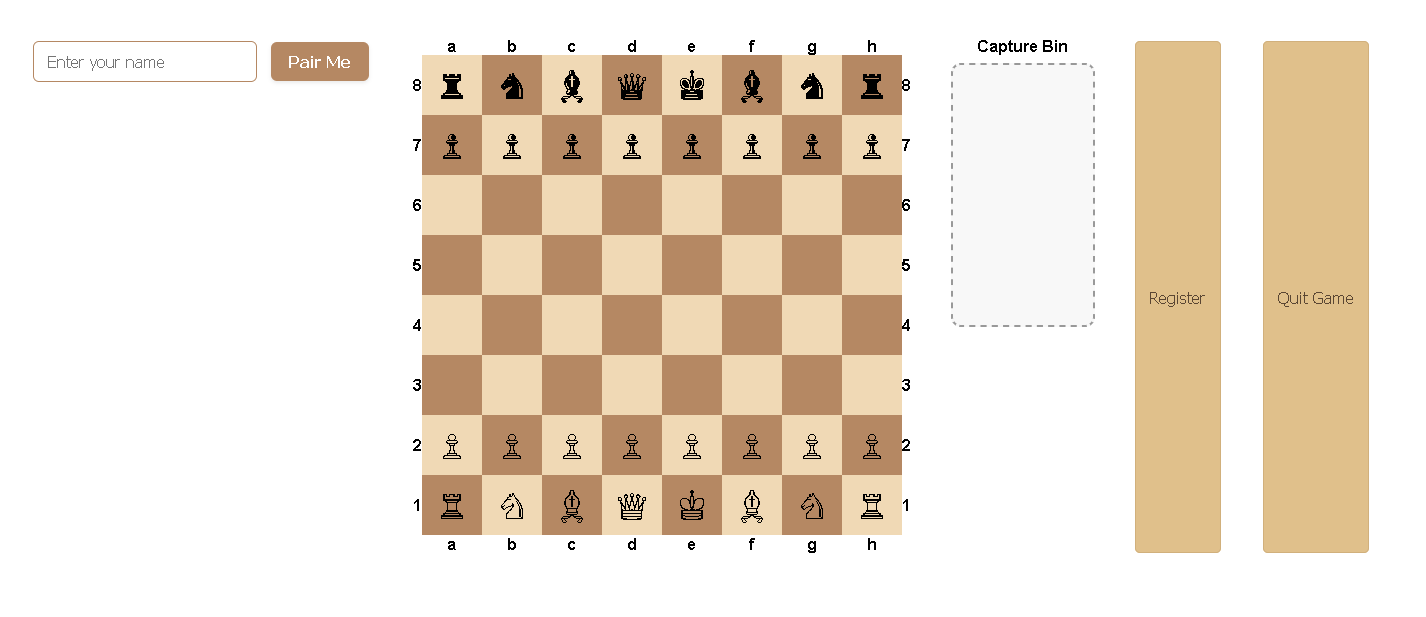 Enter your name
Pair Me
a b c d e f g h
8 8
7 7
6 6
5 5
4 4
3 3
2 2
1 1
a b c d e f g h
Capture Bin
Register
Quit Game